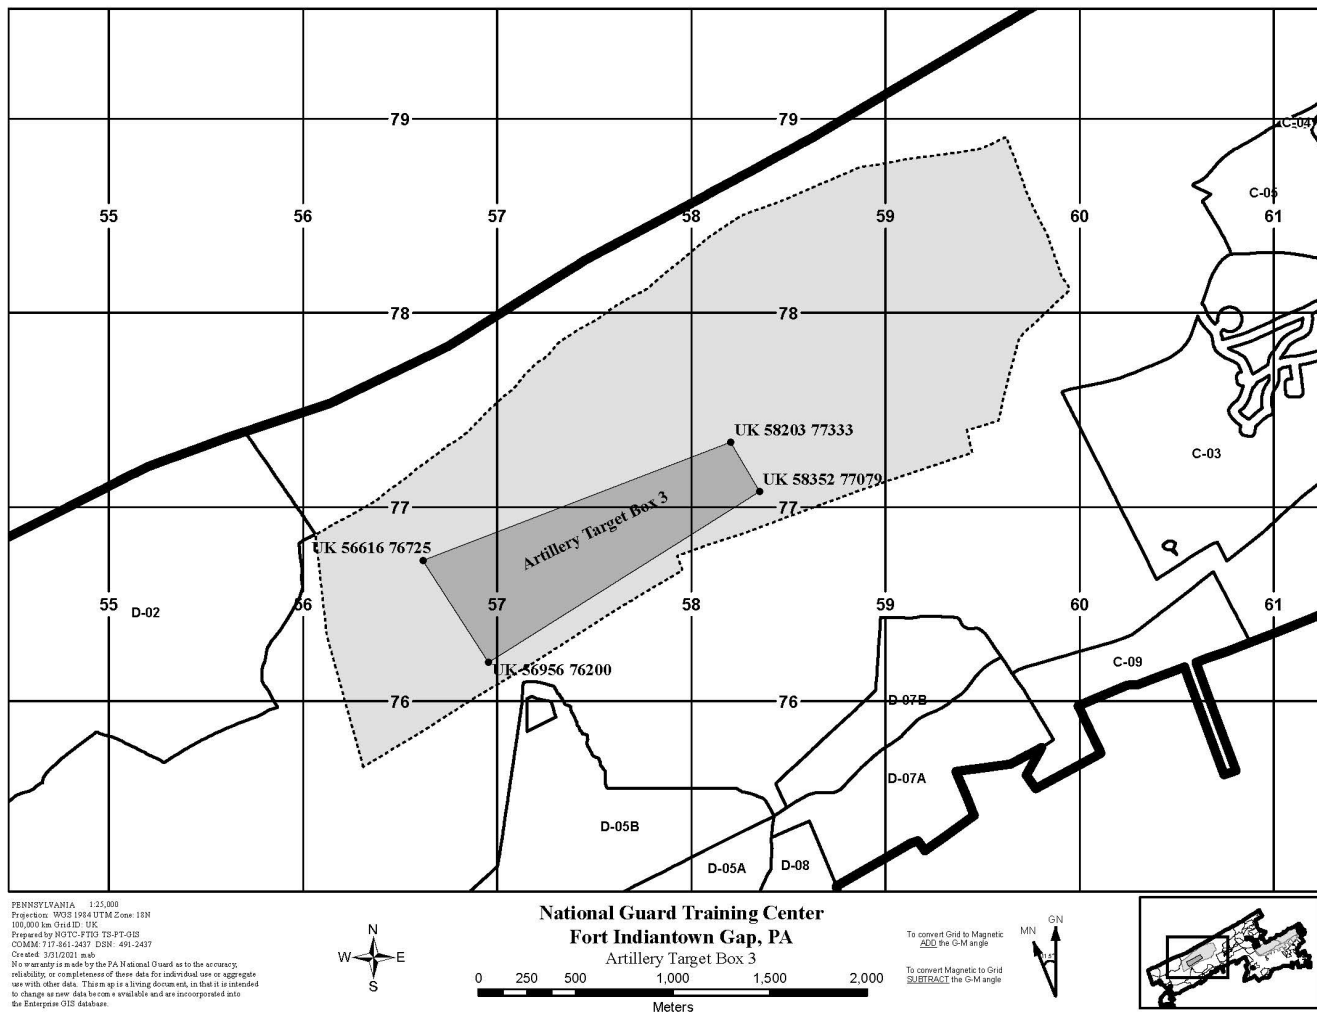 79
79
C-04
C-05
55
56
57
58
59
60
61
78
78
UK 58203 77333
C-03
UK 58352 77079
77
77
Artillery Target Box 3
UK 56616 76725
55
56
57
58
59
60
61
D-02
C-09
UK 56956 76200
76
76
D-07B
D-07A
D-05B
D-05A
D-08
PENNSYLVANIA 1:25,000
Projection: WGS 1984 UTM Zone: 18N
100,000 km Grid ID: UK
Prepared by NGTC-FTIG TS-PT-GIS
COMM: 717-861-2437 DSN: 491-2437
Created: 3/31/2021 mab
No warranty is made by the PA National Guard as to the accuracy,
reliability, or completeness of these data for individual use or aggregate
use with other data. This map is a living document, in that it is intended
to change as new data become available and are incoorporated into
the Enterprise GIS database.
N
W
E
S
National Guard Training Center
Fort Indiantown Gap, PA
Artillery Target Box 3
0 250 500 1,000 1,500 2,000
Meters
To convert Grid to Magnetic
ADD the G-M angle
To convert Magnetic to Grid
SUBTRACT the G-M angle
MN
GN